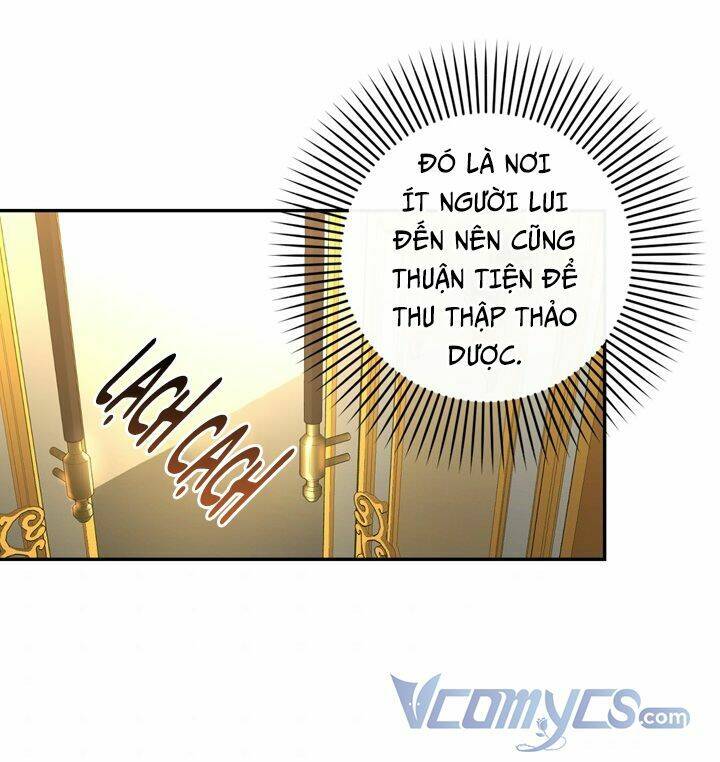 ĐÓ LÀ NƠI
ÍT NGƯỜI LUI
ĐẾN NÊN CŨNG
THUẬN TIỆN ĐỂ
THU THẬP THẢO
DƯỢC.
LẠCH
CẠCH
VCOMYCS.com